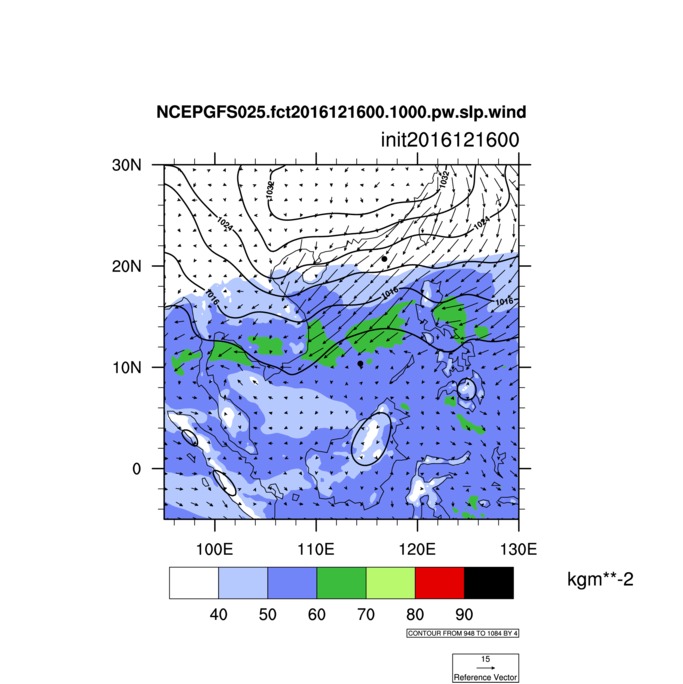 NCEPGFS025.fct2016121600.1000.pw.slp.wind
init2016121600
30N
20N
10N
0
1032
1032
1024
1024
1016
1016
1016
100E 110E 120E 130E
kgm**-2
40 50 60 70 80 90
CONTOUR FROM 948 TO 1084 BY 4
15
Reference Vector